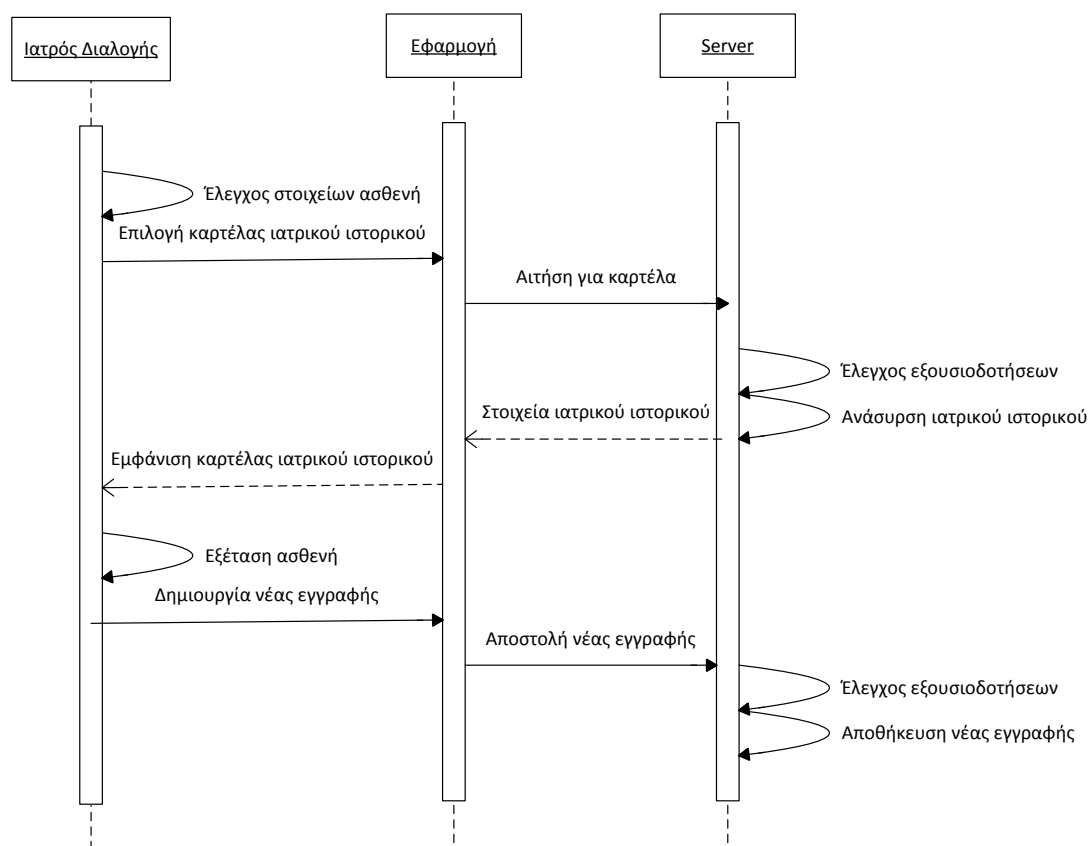 Ιατρός Διαλογής
Εφαρμογή
Server
Έλεγχος στοιχείων ασθενή
Επιλογή καρτέλας ιατρικού ιστορικού
Αιτήση για καρτέλα
Έλεγχος εξουσιοδοτήσεων
Στοιχεία ιατρικού ιστορικού
Ανάσυρση ιατρικού ιστορικού
Εμφάνιση καρτέλας ιατρικού ιστορικού
Εξέταση ασθενή
Δημιουργία νέας εγγραφής
Αποστολή νέας εγγραφής
Έλεγχος εξουσιοδοτήσεων
Αποθήκευση νέας εγγραφής